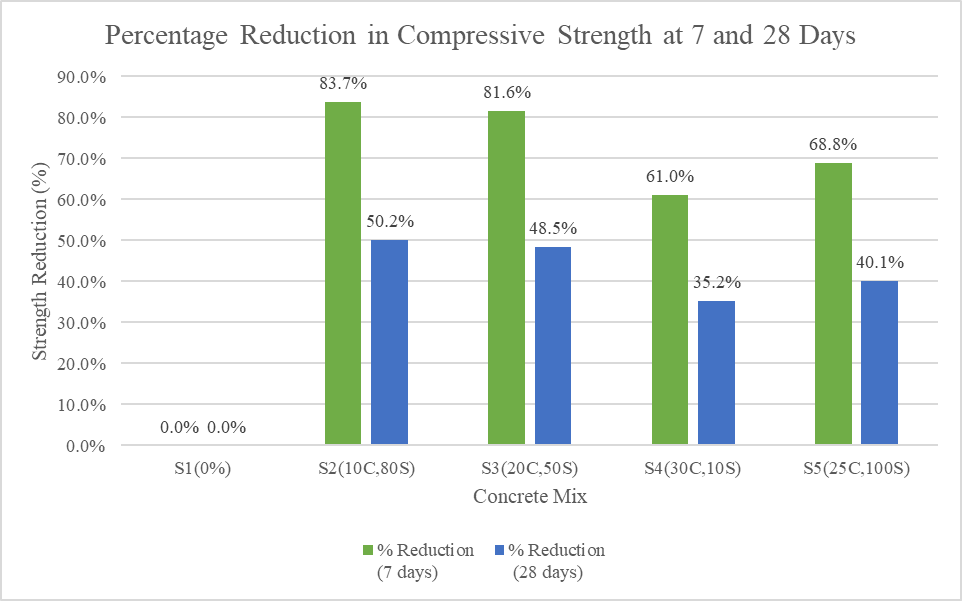 Percentage Reduction in Compressive Strength at 7 and 28 Days
Strength Reduction (%)
90.0%
80.0%
70.0%
60.0%
50.0%
40.0%
30.0%
20.0%
10.0%
0.0%
0.0% 0.0%
83.7%
50.2%
81.6%
48.5%
61.0%
35.2%
68.8%
40.1%
S1(0%) S2(10C,80S) S3(20C,50S) S4(30C,10S) S5(25C,100S)
Concrete Mix
% Reduction
(7 days)
% Reduction
(28 days)